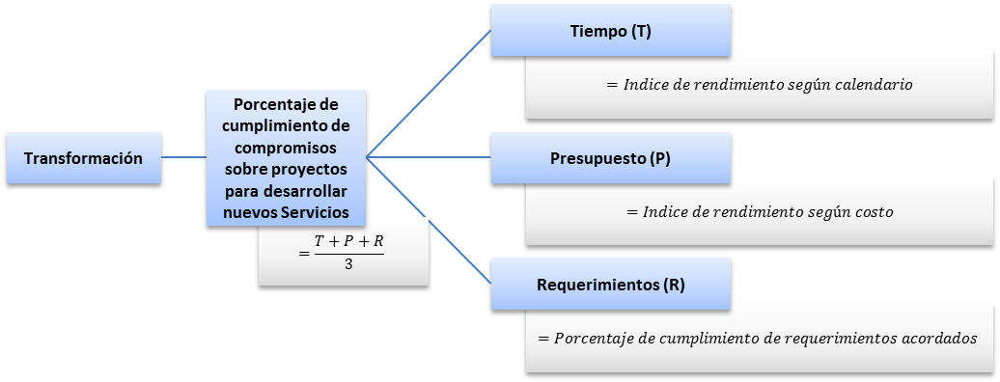 Transformación
Porcentaje de
cumplimiento de
compromisos
sobre proyectos
para desarrollar
nuevos Servicios
= T + P + R / 3
Tiempo (T)
= Indice de rendimiento según calendario
Presupuesto (P)
= Indice de rendimiento según costo
Requerimientos (R)
= Porcentaje de cumplimiento de requerimientos acordados